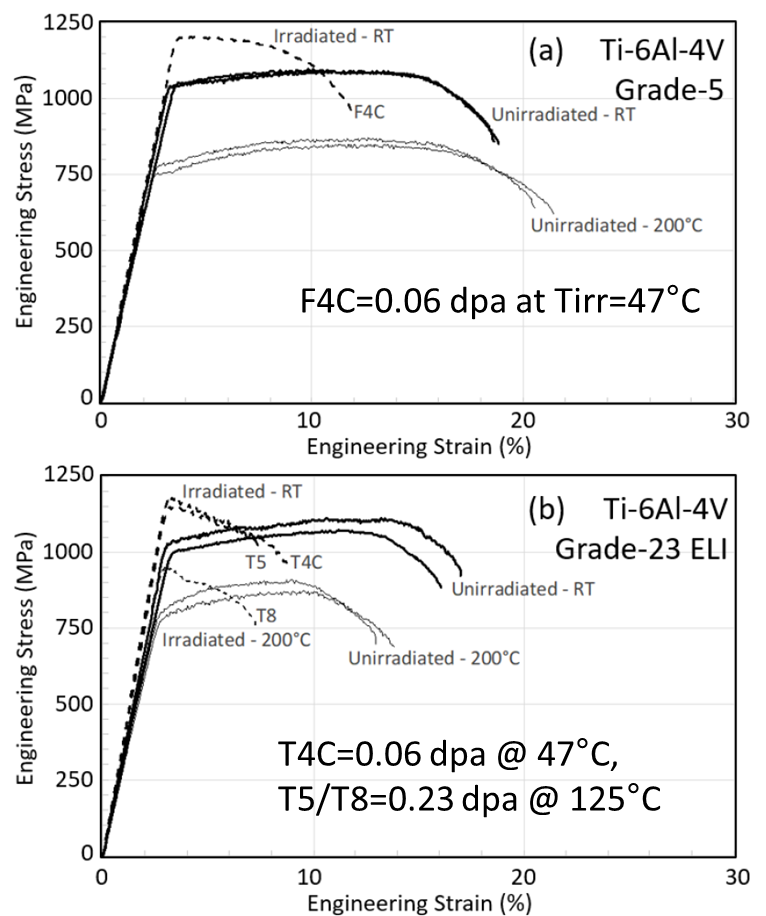 1250
1000
750
500
250
0
Engineering Stress (MPa)
Irradiated - RT
(a) Ti-6Al-4V
Grade-5
F4C
Unirradiated - RT
Unirradiated - 200°C
F4C=0.06 dpa at Tirr=47°C
0 10 20 30
Engineering Strain (%)
1250
1000
750
500
250
0
Engineering Stress (MPa)
Irradiated - RT
(b) Ti-6Al-4V
Grade-23 ELI
T5 T4C
Unirradiated - RT
T8
Irradiated - 200°C
Unirradiated - 200°C
T4C=0.06 dpa @ 47°C,
T5/T8=0.23 dpa @ 125°C
0 10 20 30
Engineering Strain (%)